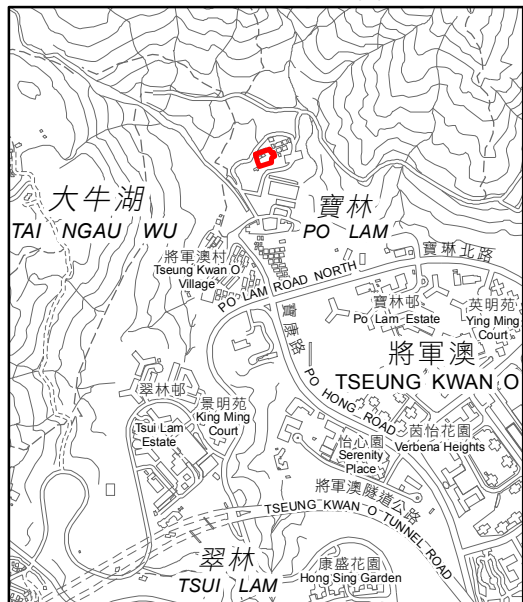 大牛湖
TAI NGAU WU
寶林
PO LAM
將軍澳村
Tseung Kwan O
Village
PO LAM ROAD NORTH
寶琳北路
寶康路
PO HONG ROAD
寶林邨
Po Lam Estate
英明苑
Ying Ming
Court
將軍澳
TSEUNG KWAN O
翠林邨
Tsui Lam
Estate
景明苑
King Ming
Court
怡心園
Serenity
Place
茵怡花園
Verbena Heights
將軍澳隧道公路
TSEUNG KWAN O TUNNEL ROAD
翠林
TSUI LAM
康盛花園
Hong Sing Garden